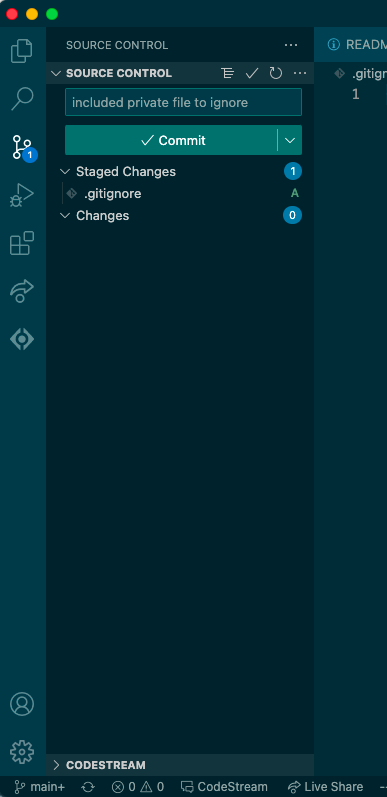 SOURCE CONTROL
SOURCE CONTROL
included private file to ignore
Commit
Staged Changes 1
.gitignore A
Changes 0
1
CODESTREAM
main+ 0 0 CodeStream Live Share
README
.gitign
1